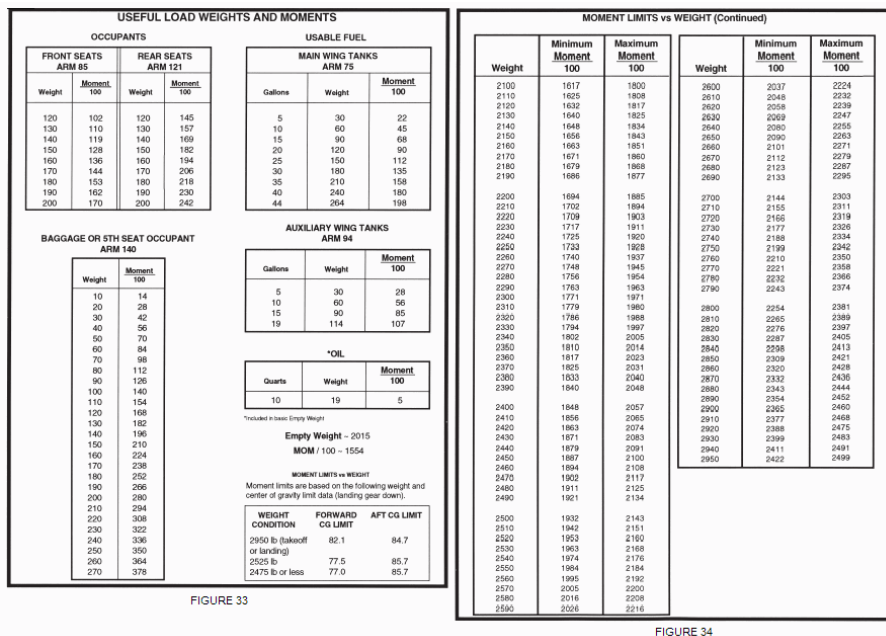 USEFUL LOAD WEIGHTS AND MOMENTS
OCCUPANTS
FRONT SEATS REAR SEATS
ARM 85 ARM 121
Weight Moment 100 Weight Moment 100
120 102 120 145
130 110 130 157
140 119 140 169
150 128 150 182
160 136 160 194
170 144 170 206
180 153 180 218
190 162 190 230
200 170 200 242
BAGGAGE OR 5TH SEAT OCCUPANT
ARM 140
Weight Moment 100
10 14
20 28
30 42
40 56
50 70
60 84
70 98
80 112
90 126
100 140
110 154
120 168
130 182
140 196
150 210
160 224
170 238
180 252
190 266
200 280
210 294
220 308
230 322
240 336
250 350
260 364
270 378
USABLE FUEL
MAIN WING TANKS
ARM 75
Gallons Weight Moment 100
5 30 22
10 60 45
15 90 68
20 120 90
25 150 112
30 180 135
35 210 158
40 240 180
44 264 198
AUXILIARY WING TANKS
ARM 94
Gallons Weight Moment 100
5 30 28
10 60 56
15 90 85
19 114 107
*OIL
Quarts Weight Moment 100
10 19 5
*Included in basic Empty Weight
Empty Weight ~ 2015
MOM / 100 ~ 1554
MOMENT LIMITS vs WEIGHT
Moment limits are based on the following weight and
center of gravity limit data (landing gear down).
WEIGHT FORWARD AFT CG LIMIT
CONDITION CG LIMIT
2950 lb (takeoff 82.1 84.7
or landing)
2525 lb 77.5 85.7
2475 lb or less 77.0 85.7
FIGURE 33
MOMENT LIMITS vs WEIGHT (Continued)
Weight Minimum Moment 100 Maximum Moment 100
2100 1617 1800
2110 1625 1808
2120 1632 1817
2130 1640 1825
2140 1648 1834
2150 1656 1843
2160 1663 1851
2170 1671 1860
2180 1679 1868
2190 1686 1877
2200 1694 1885
2210 1702 1894
2220 1709 1903
2230 1717 1911
2240 1725 1920
2250 1733 1928
2260 1740 1937
2270 1748 1945
2280 1756 1954
2290 1763 1963
2300 1771 1971
2310 1779 1980
2320 1786 1988
2330 1794 1997
2340 1802 2005
2350 1810 2014
2360 1817 2023
2370 1825 2031
2380 1833 2040
2390 1840 2048
2400 1848 2057
2410 1856 2065
2420 1863 2074
2430 1871 2083
2440 1879 2091
2450 1887 2100
2460 1894 2108
2470 1902 2117
2480 1911 2125
2490 1921 2134
2500 1932 2143
2510 1942 2151
2520 1953 2160
2530 1963 2168
2540 1974 2176
2550 1984 2184
2560 1995 2192
2570 2005 2200
2580 2016 2208
2590 2026 2216
Weight Minimum Moment 100 Maximum Moment 100
2600 2037 2224
2610 2048 2232
2620 2058 2239
2630 2069 2247
2640 2080 2255
2650 2090 2263
2660 2101 2271
2670 2112 2279
2680 2123 2287
2690 2133 2295
2700 2144 2303
2710 2155 2311
2720 2166 2319
2730 2177 2326
2740 2188 2334
2750 2199 2342
2760 2210 2350
2770 2221 2358
2780 2232 2366
2790 2243 2374
2800 2254 2381
2810 2265 2389
2820 2276 2397
2830 2287 2405
2840 2298 2413
2850 2309 2421
2860 2320 2428
2870 2332 2436
2880 2343 2444
2890 2354 2452
2900 2365 2460
2910 2377 2468
2920 2388 2475
2930 2399 2483
2940 2411 2491
2950 2422 2499
FIGURE 34